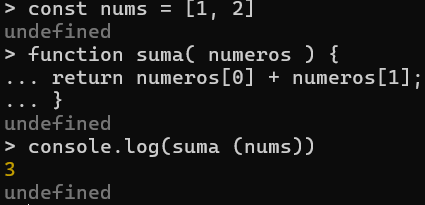 > const nums = [1, 2]
undefined
> function suma( numeros ) {
... return numeros[0] + numeros[1];
... }
undefined
> console.log(suma (nums))
3
undefined